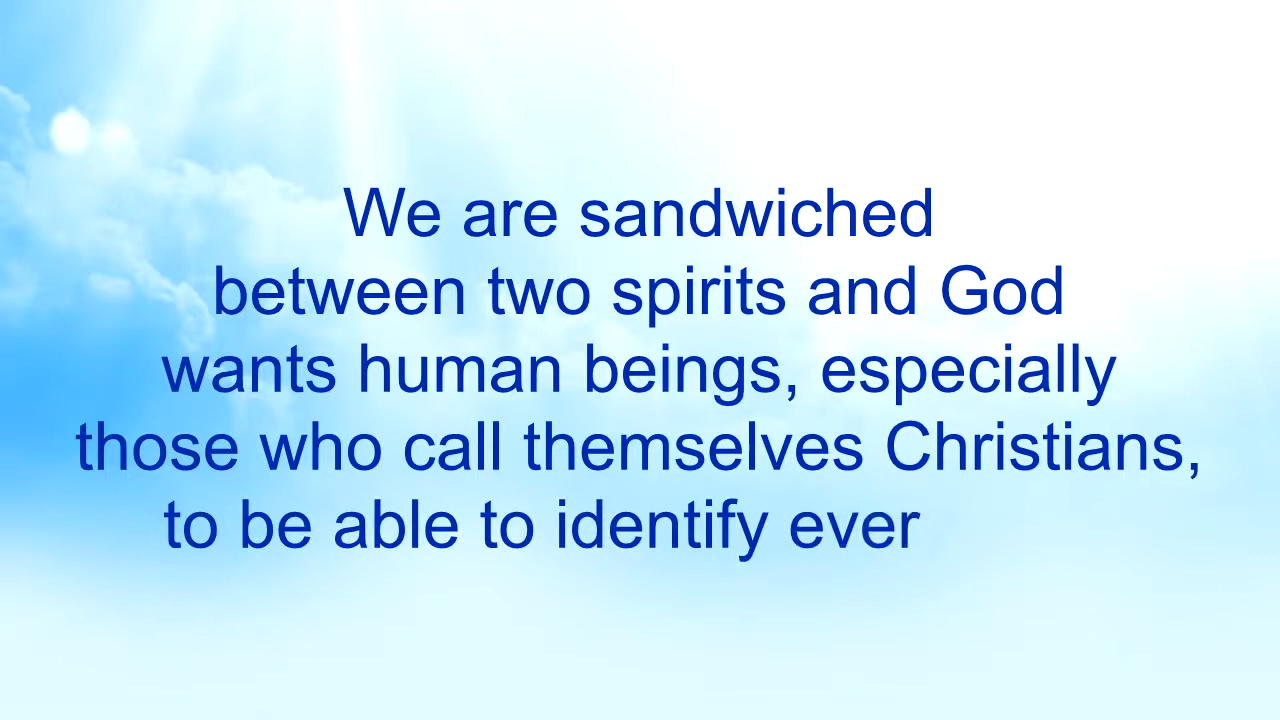 We are sandwiched
between two spirits and God
wants human beings, especially
those who call themselves Christians,
to be able to identify ever